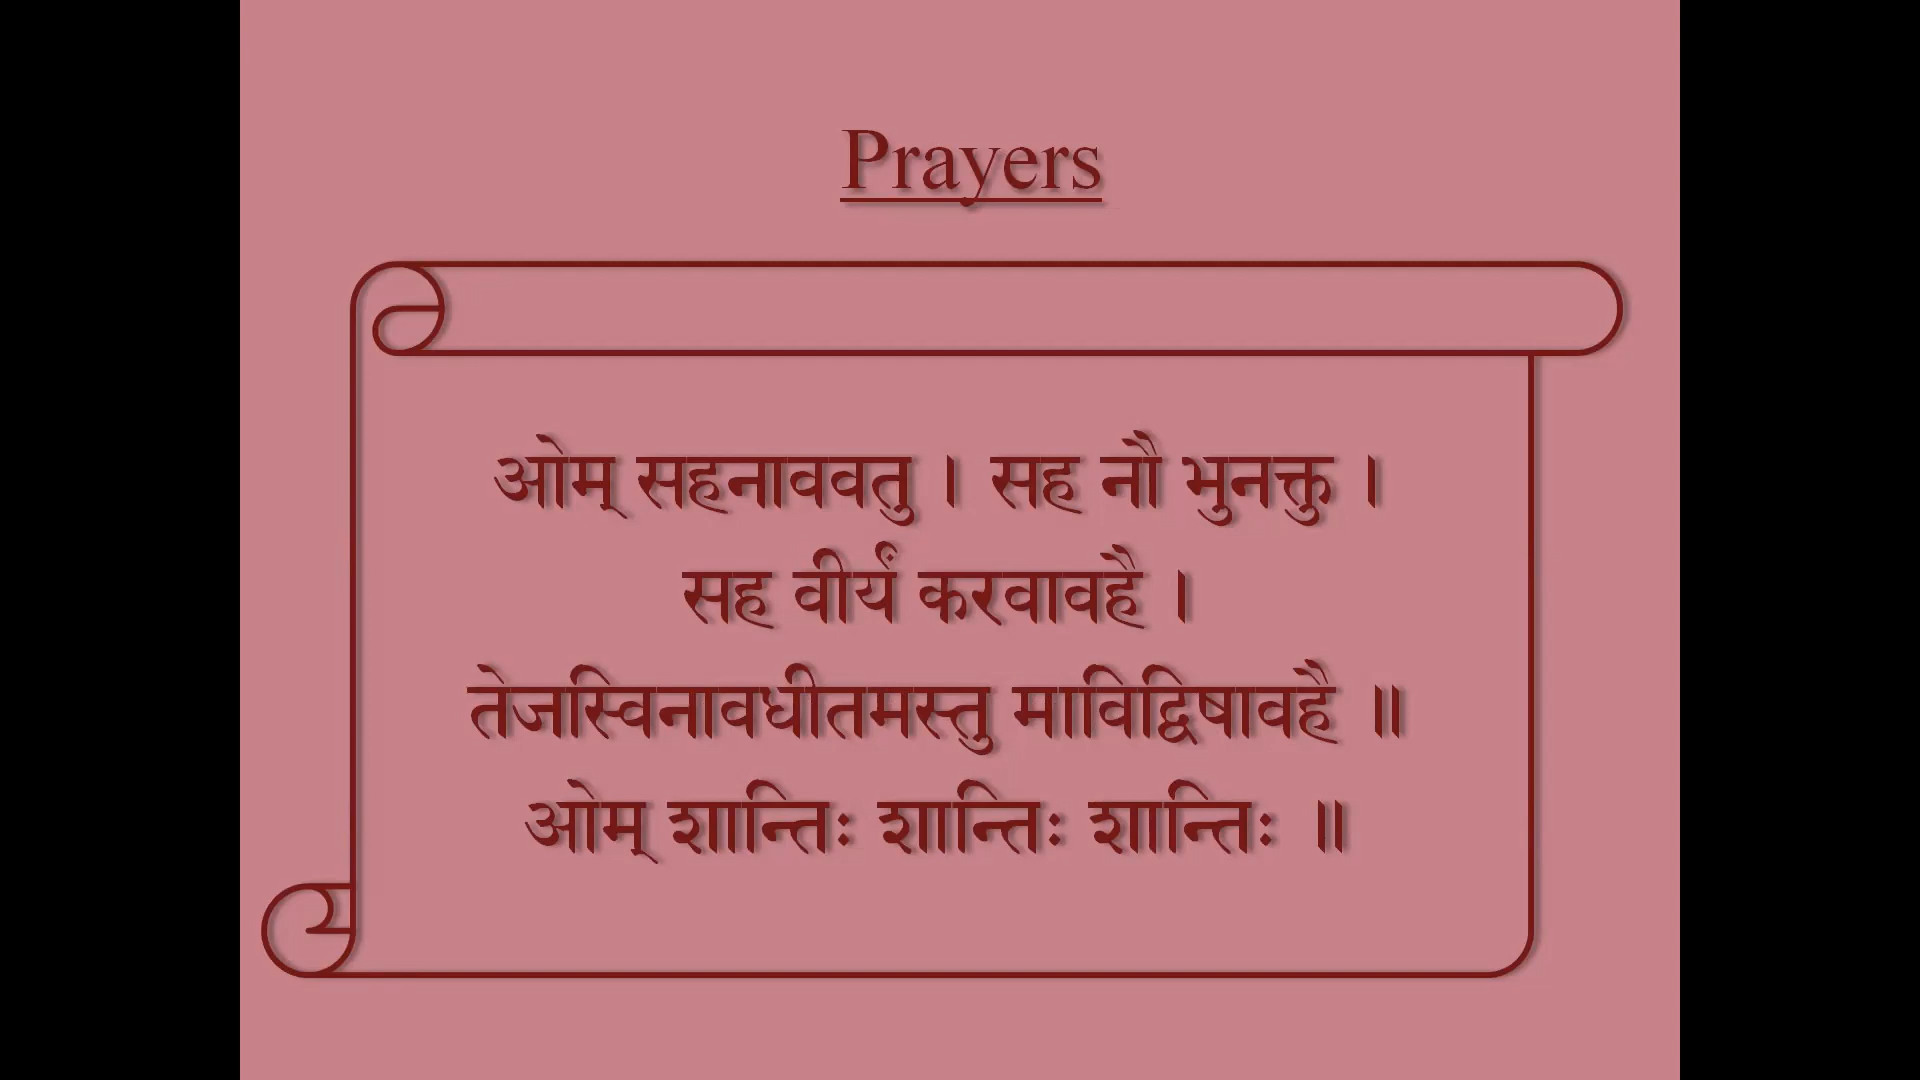 Prayers
ओम् सहनाववतु । सह नौ भुनक्तु ।
सह वीर्यं करवावहै ।
तेजस्विनावधीतमस्तु माविद्विषावहै ॥
ओम् शान्तिः शान्तिः शान्तिः ॥